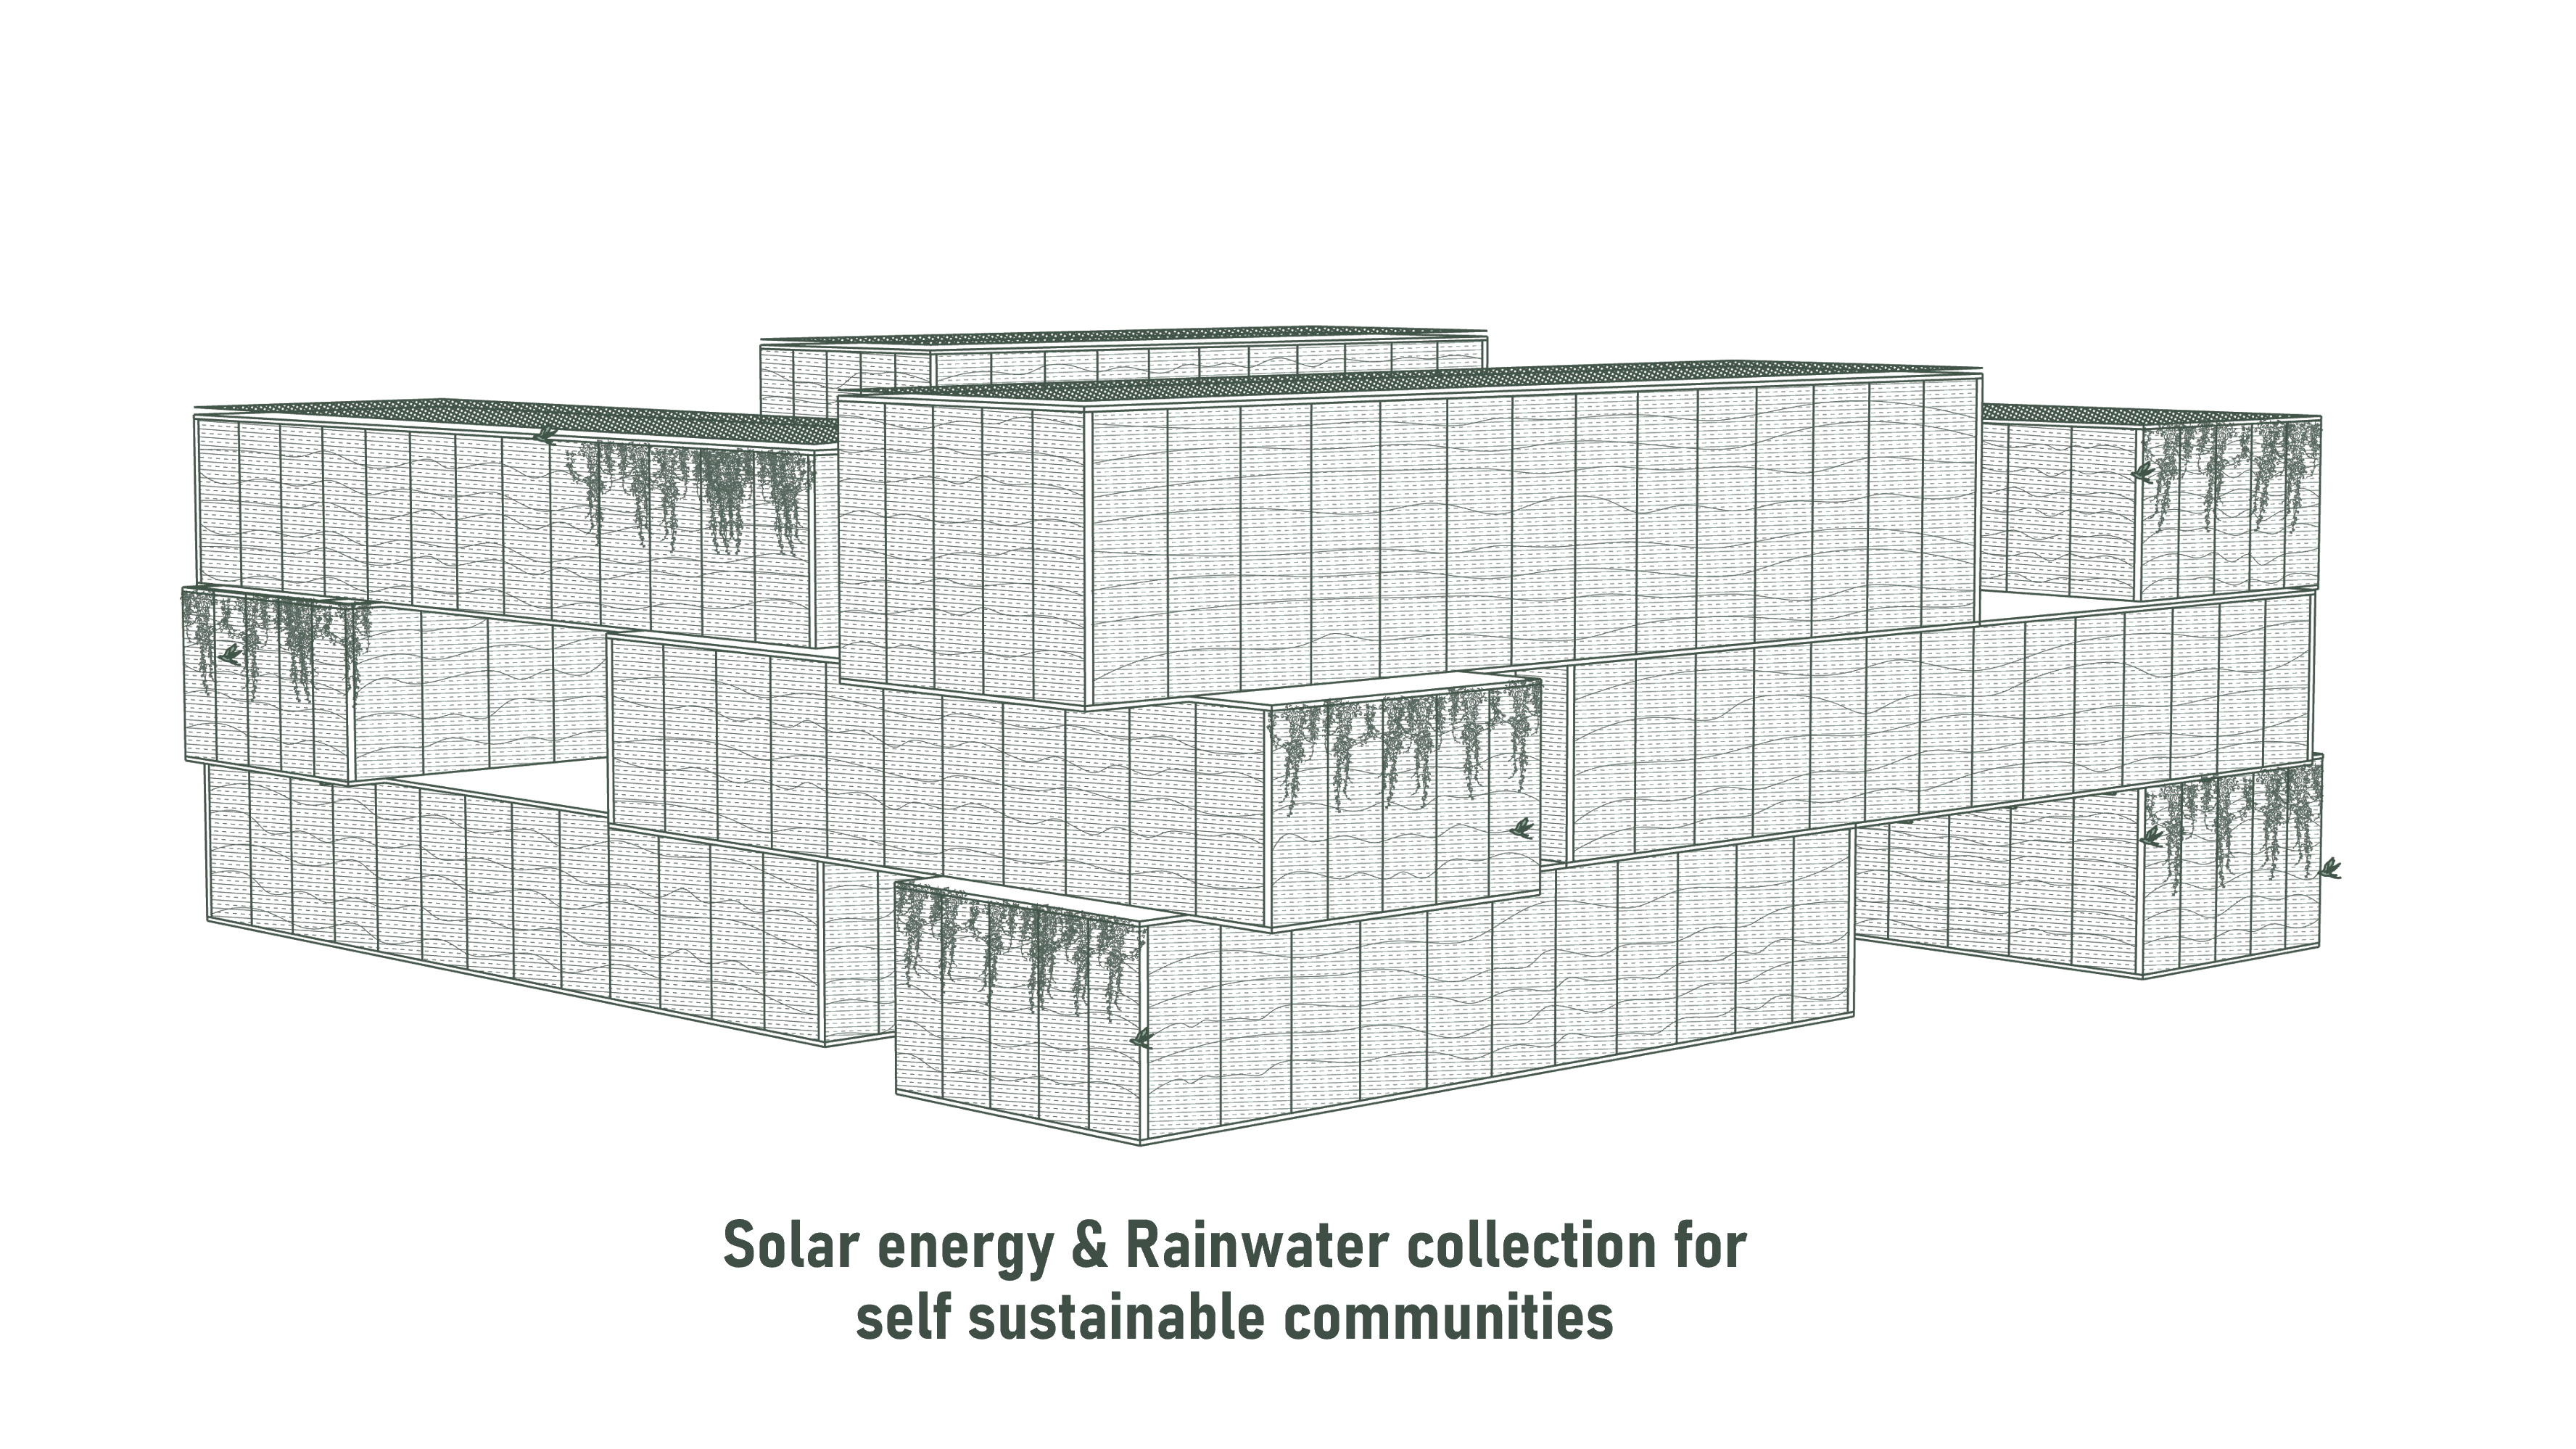 Solar energy & Rainwater collection for
self sustainable communities